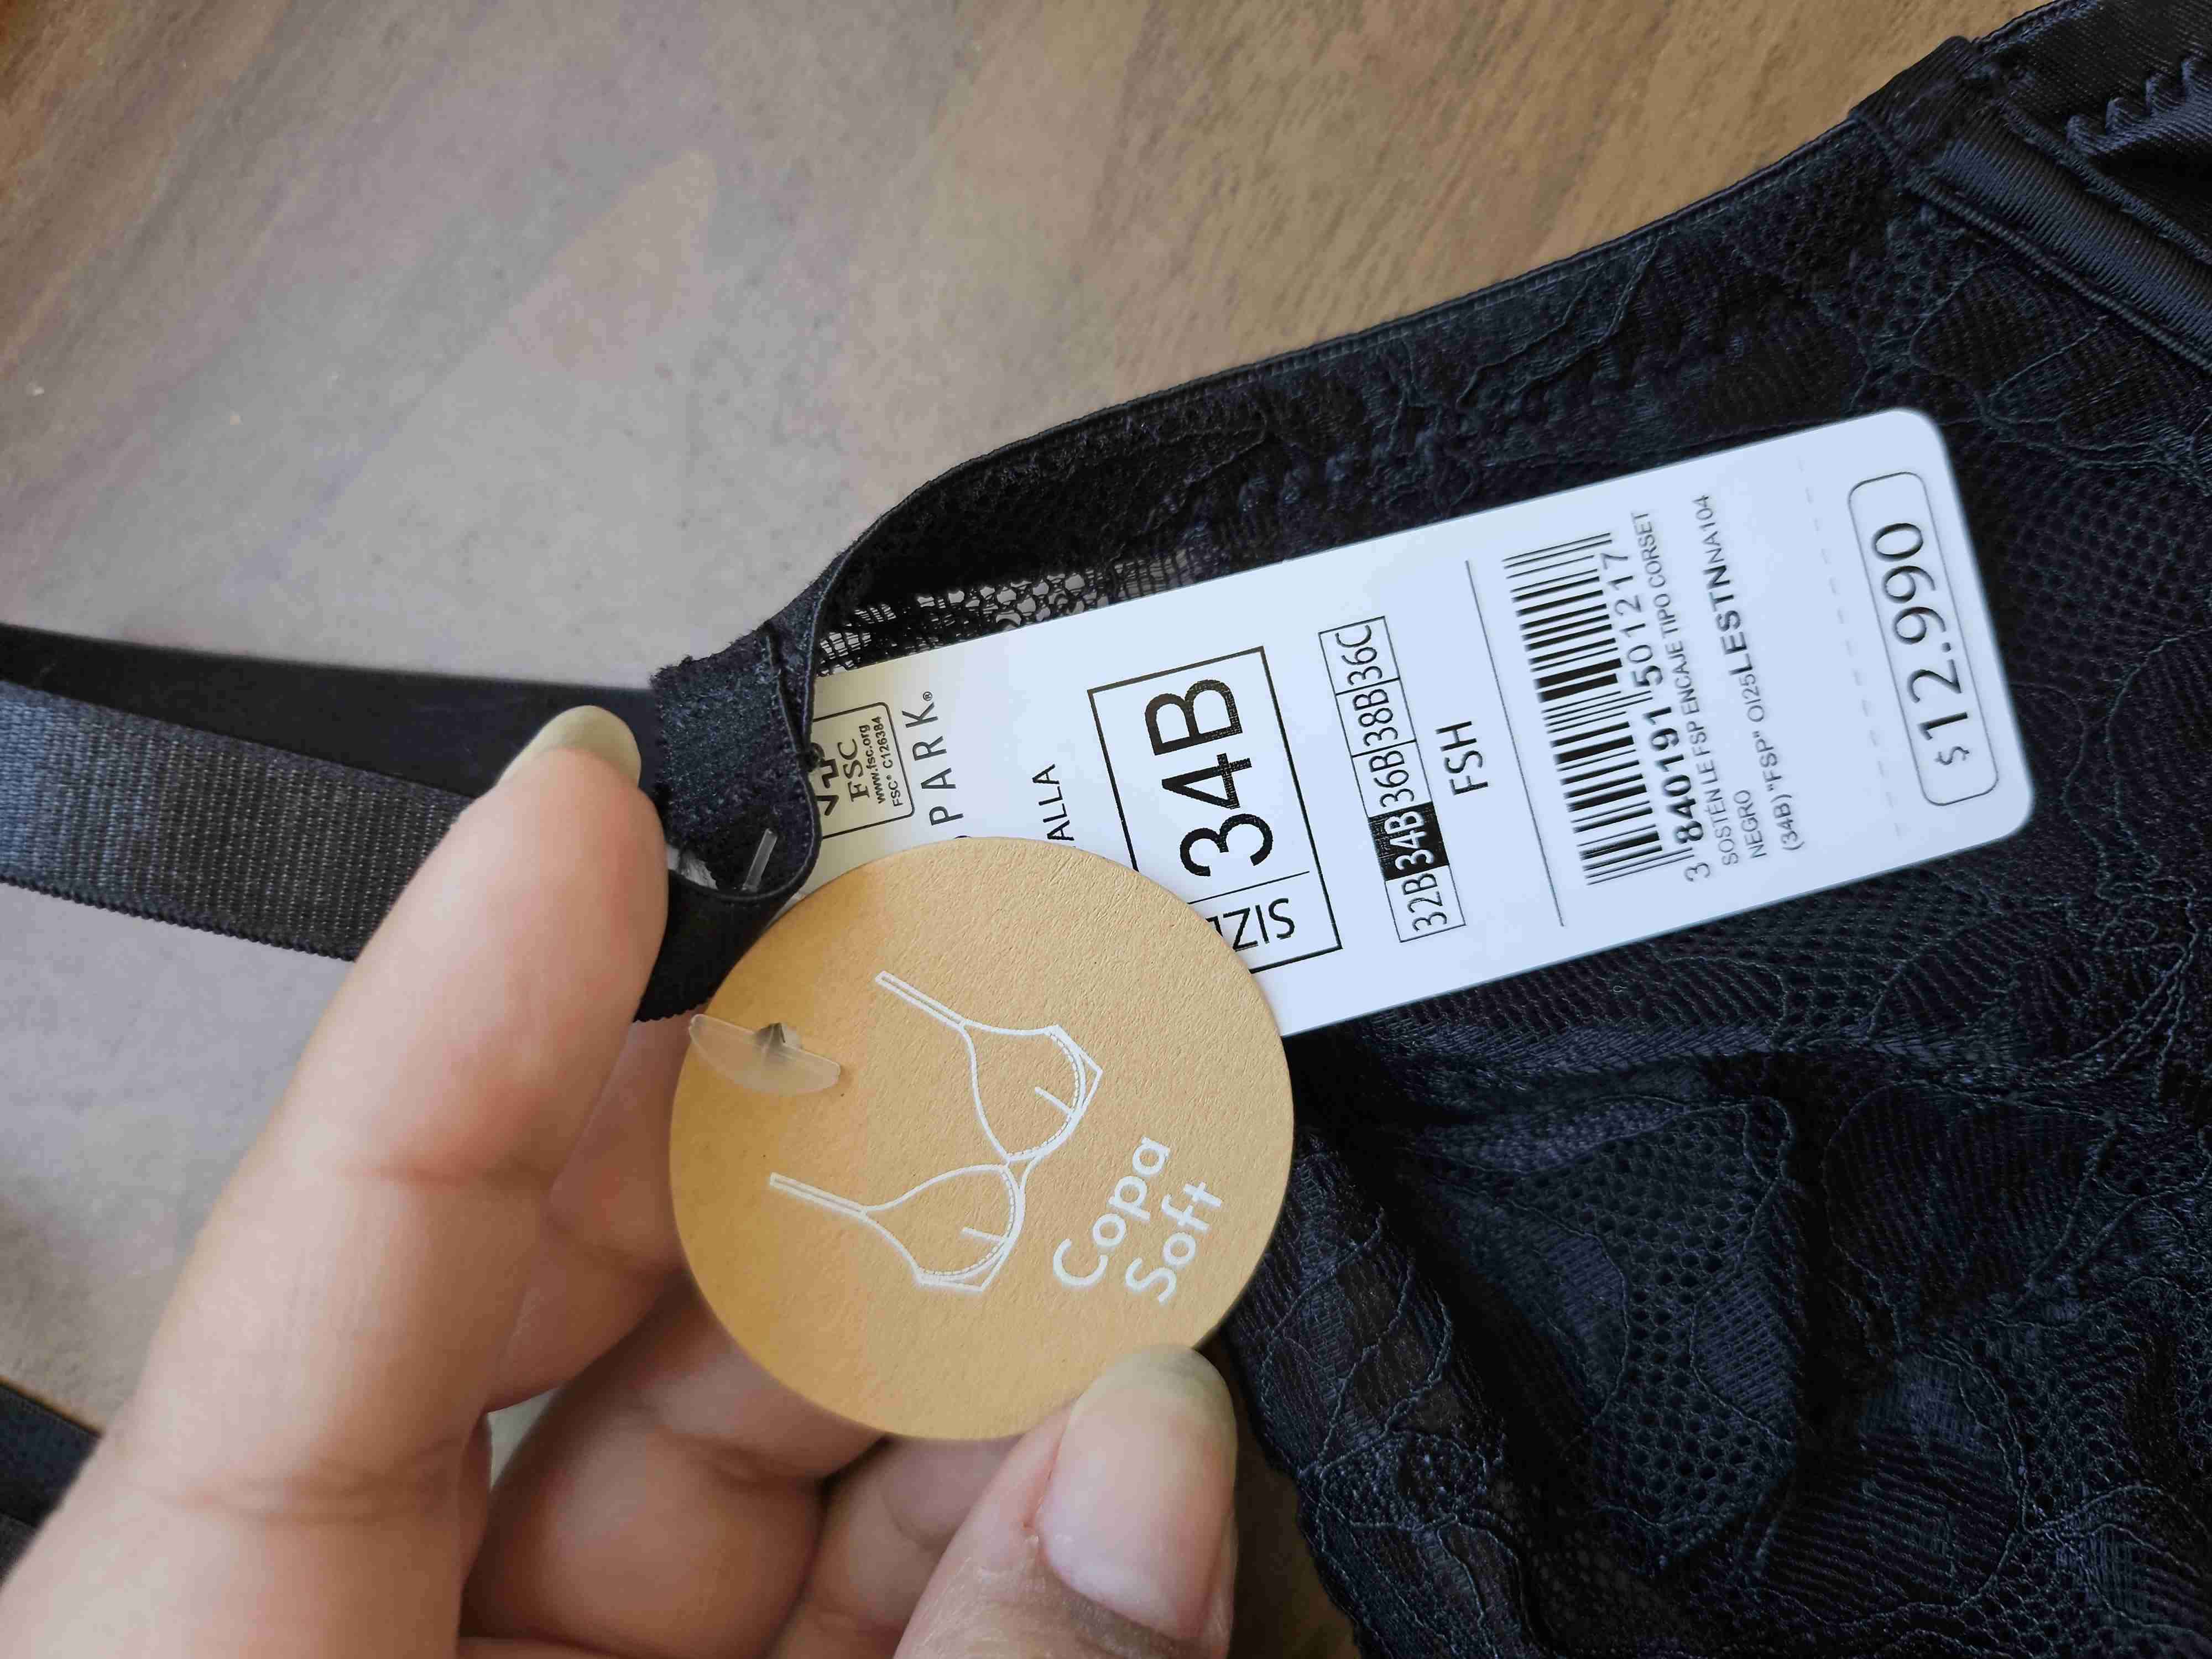 FSC
www.fsc.org
FSC® C126384
PARK®
ALLA
34B
32B 34B 36B 38B 36C
FSH
3 840191 501217
SOSTÉN LE FSP ENCAJE TIPO CORSET
NEGRO
(34B) "FSP" OI25LESTNNA104
$12.990
Copa
Soft